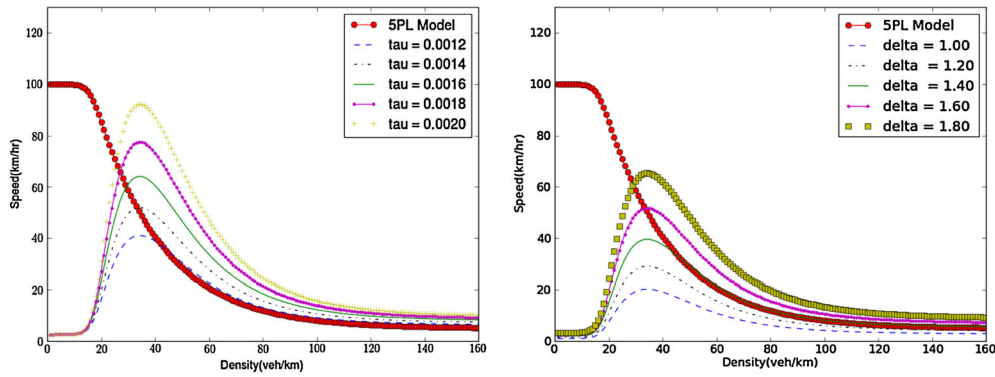 120
100
80
60
40
20
0
Speed(km/hr)
0 20 40 60 80 100 120 140 160
Density(veh/km)
5PL Model
tau = 0.0012
tau = 0.0014
tau = 0.0016
tau = 0.0018
tau = 0.0020
120
100
80
60
40
20
0
Speed(km/hr)
0 20 40 60 80 100 120 140 160
Density(veh/km)
5PL Model
delta = 1.00
delta = 1.20
delta = 1.40
delta = 1.60
delta = 1.80